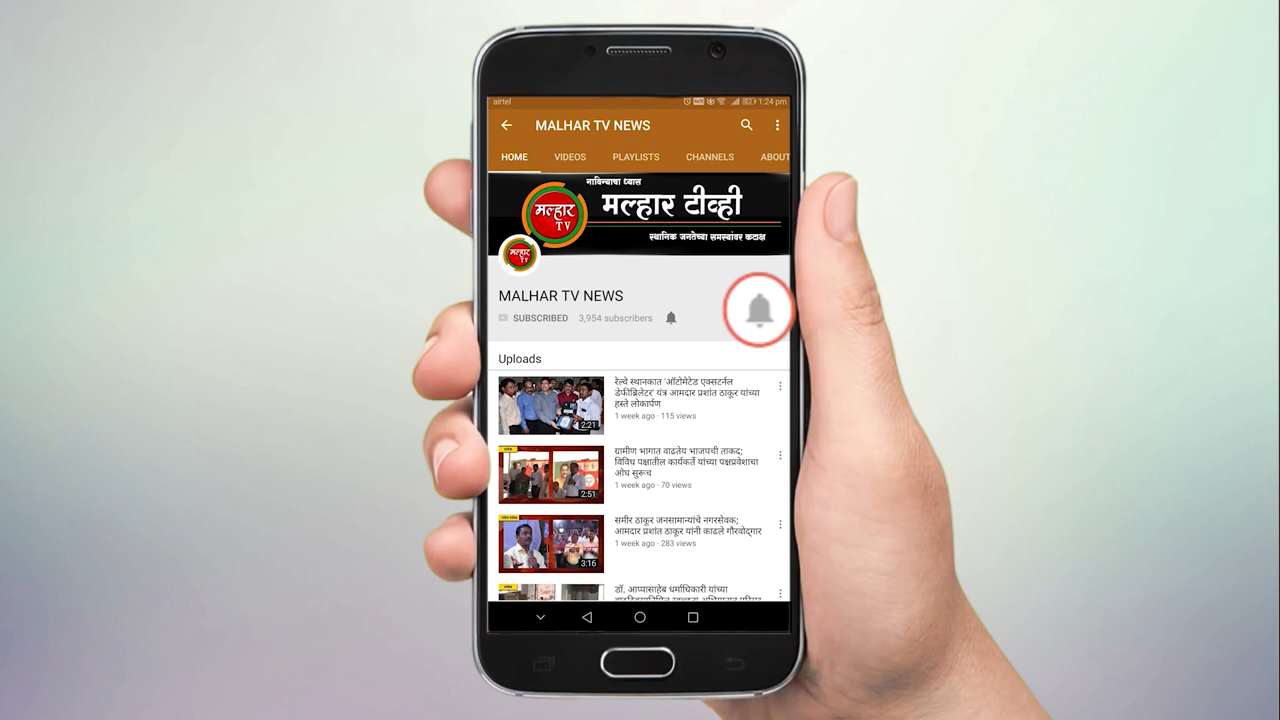 airtel
1:24 pm
MALHAR TV NEWS
HOME VIDEOS PLAYLISTS CHANNELS ABOUT
नाविन्याचा ध्यास
मल्हार टीव्ही
मल्हार
TV
स्थानिक जनतेच्या समस्यांवर कटाक्ष
मल्हार
TV
MALHAR TV NEWS
SUBSCRIBED 3,954 subscribers
Uploads
रेल्वे स्थानकात 'ऑटोमेटेड एक्सटर्नल
डेफीब्रिलेटर' यंत्र आमदार प्रशांत ठाकूर यांच्या
हस्ते लोकार्पण
1 week ago · 115 views
2:21
ग्रामीण भागात वाढतेय भाजपची ताकद;
विविध पक्षातील कार्यकर्ते यांच्या पक्षप्रवेशाचा
ओघ सुरूच
1 week ago · 70 views
2:51
समीर ठाकूर जनसामान्यांचे नगरसेवक;
आमदार प्रशांत ठाकूर यांनी काढले गौरवोद्गार
1 week ago · 283 views
3:16
डॉ. आप्पासाहेब धर्माधिकारी यांच्या